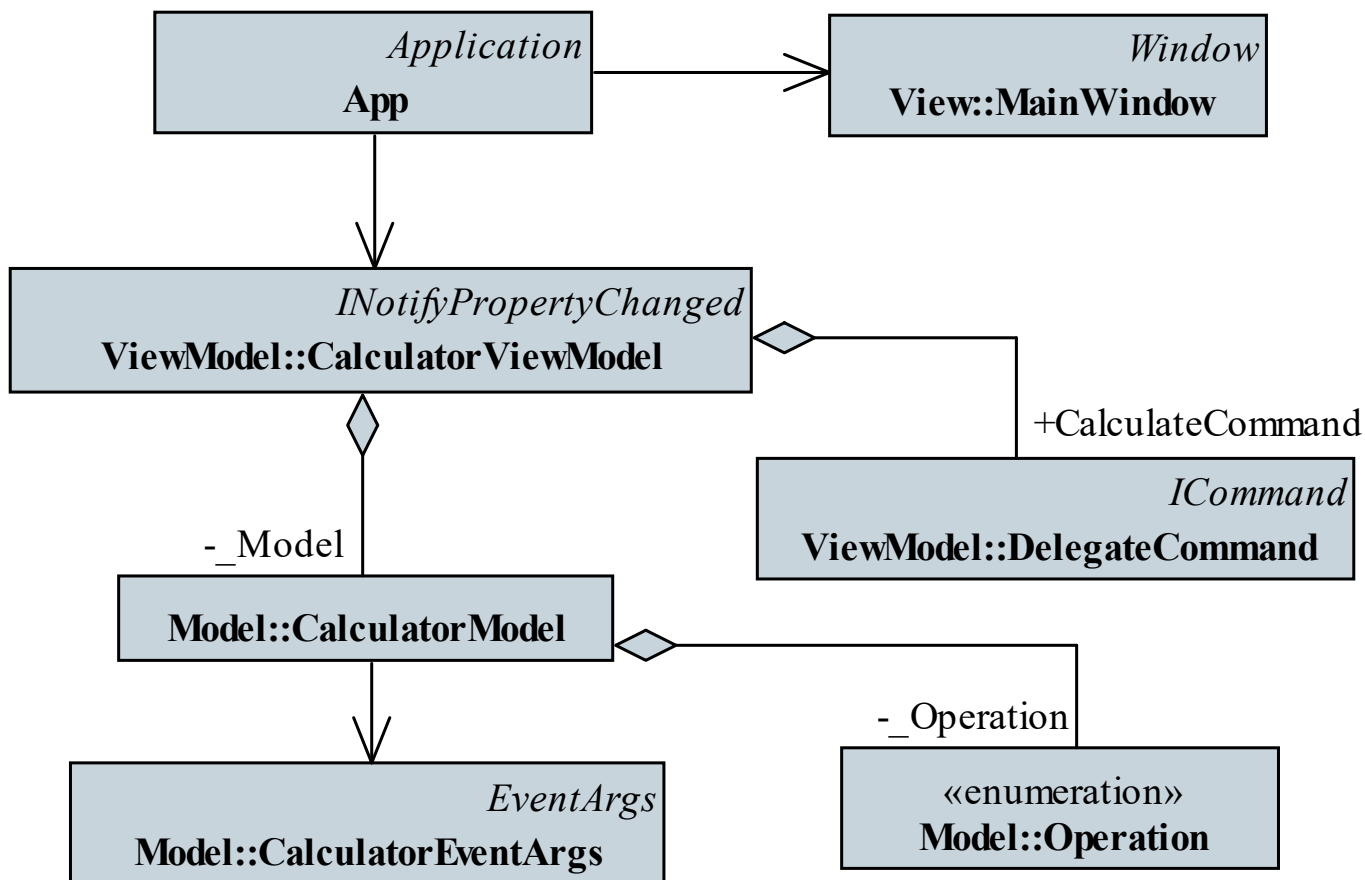 Application
App
Window
View::MainWindow
INotifyPropertyChanged
ViewModel::CalculatorViewModel
+CalculateCommand
ICommand
ViewModel::DelegateCommand
-_Model
Model::CalculatorModel
-_Operation
«enumeration»
Model::Operation
EventArgs
Model::CalculatorEventArgs